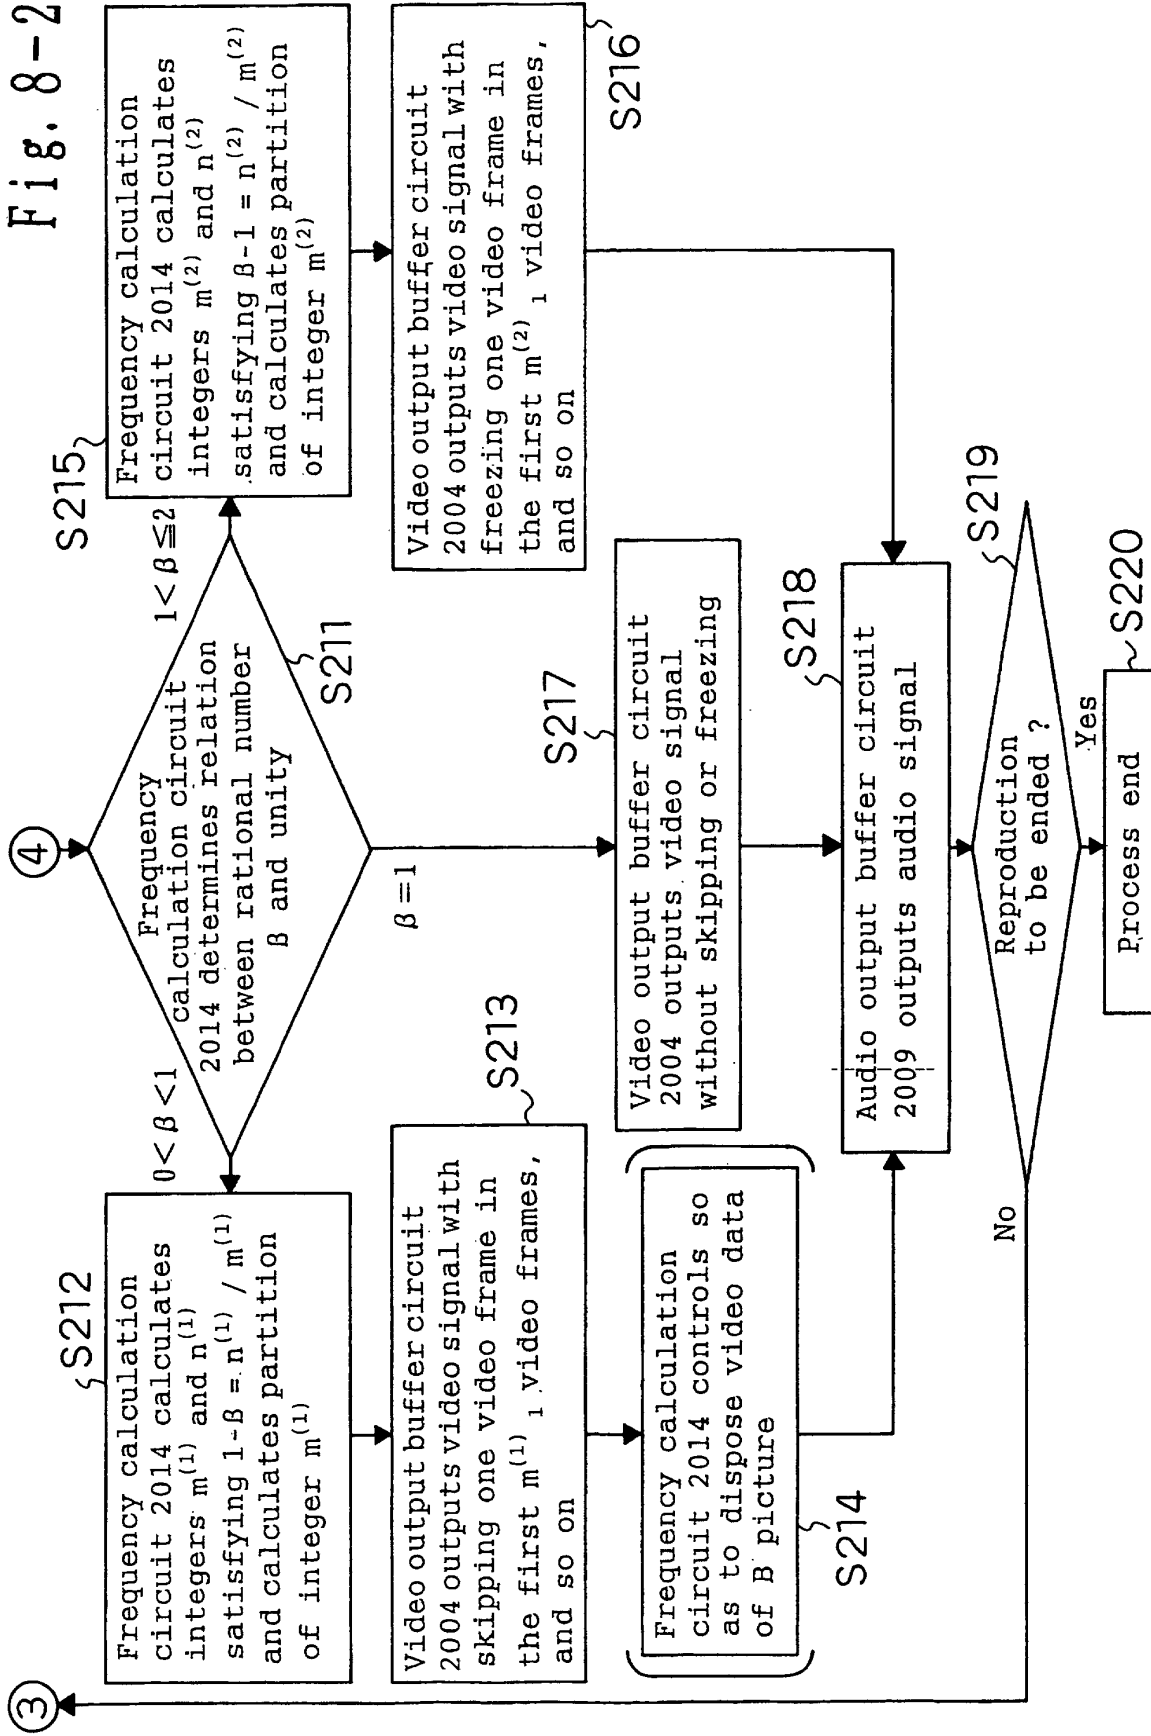 Fig. 8-2
④
Frequency
calculation circuit
2014 determines relation
between rational number
β and unity
S211
0<β<1
1<β≦2
β=1
S212
Frequency calculation
circuit 2014 calculates
integers m⁽¹⁾ and n⁽¹⁾
satisfying 1-β = n⁽¹⁾ / m⁽¹⁾
and calculates partition
of integer m⁽¹⁾
S213
Video output buffer circuit
2004 outputs video signal with
skipping one video frame in
the first m⁽¹⁾₁ video frames,
and so on
Frequency calculation
circuit 2014 controls so
as to dispose video data
of B picture
S214
S215
Frequency calculation
circuit 2014 calculates
integers m⁽²⁾ and n⁽²⁾
satisfying β-1 = n⁽²⁾ / m⁽²⁾
and calculates partition
of integer m⁽²⁾
Video output buffer circuit
2004 outputs video signal with
freezing one video frame in
the first m⁽²⁾₁ video frames,
and so on
S216
S217
Video output buffer circuit
2004 outputs video signal
without skipping or freezing
S218
Audio output buffer circuit
2009 outputs audio signal
S219
Reproduction
to be ended ?
No
Yes
S220
Process end
③